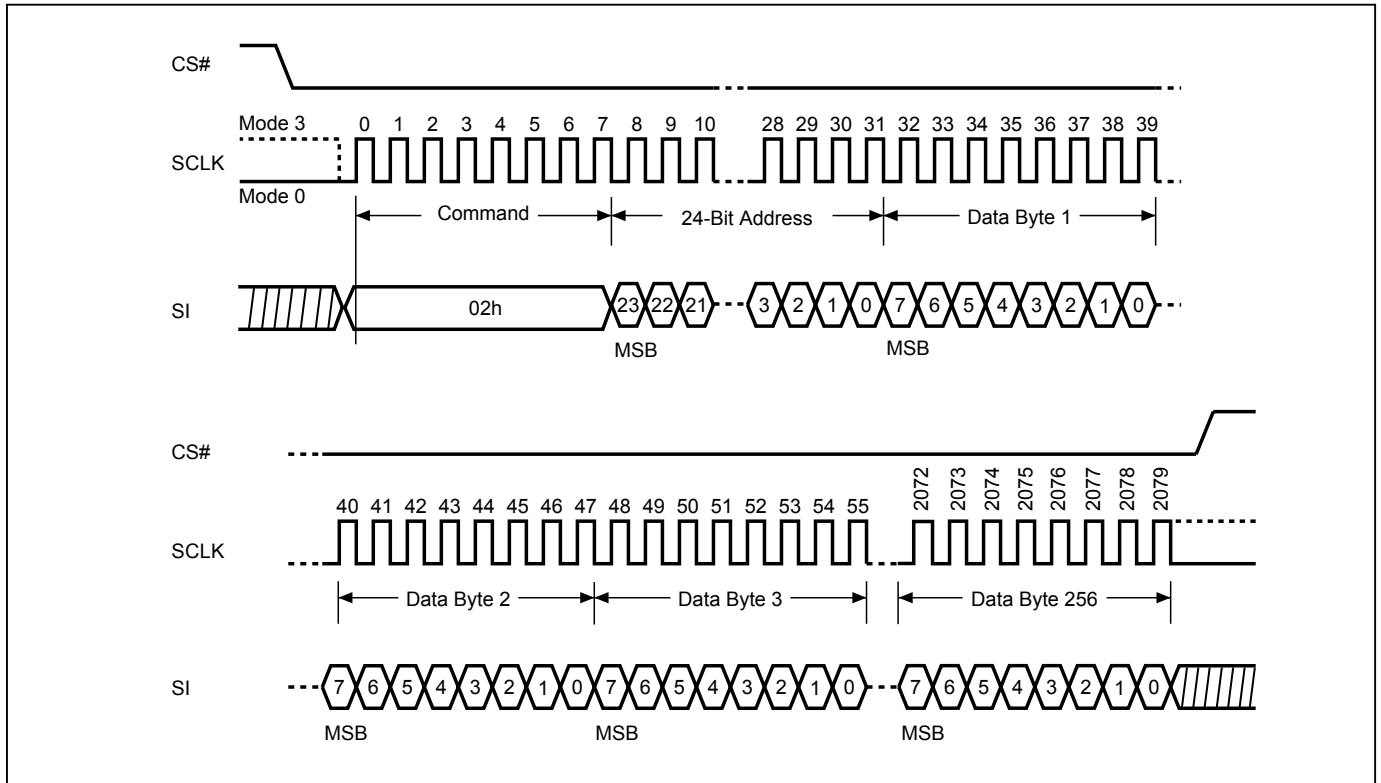 CS#
Mode 3
0 1 2 3 4 5 6 7 8 9 10 28 29 30 31 32 33 34 35 36 37 38 39
SCLK
Mode 0
Command 24-Bit Address Data Byte 1
SI 02h 23 22 21 3 2 1 0 7 6 5 4 3 2 1 0
MSB MSB
CS#
40 41 42 43 44 45 46 47 48 49 50 51 52 53 54 55 2072 2073 2074 2075 2076 2077 2078 2079
SCLK
Data Byte 2 Data Byte 3 Data Byte 256
SI 7 6 5 4 3 2 1 0 7 6 5 4 3 2 1 0 7 6 5 4 3 2 1 0
MSB MSB MSB